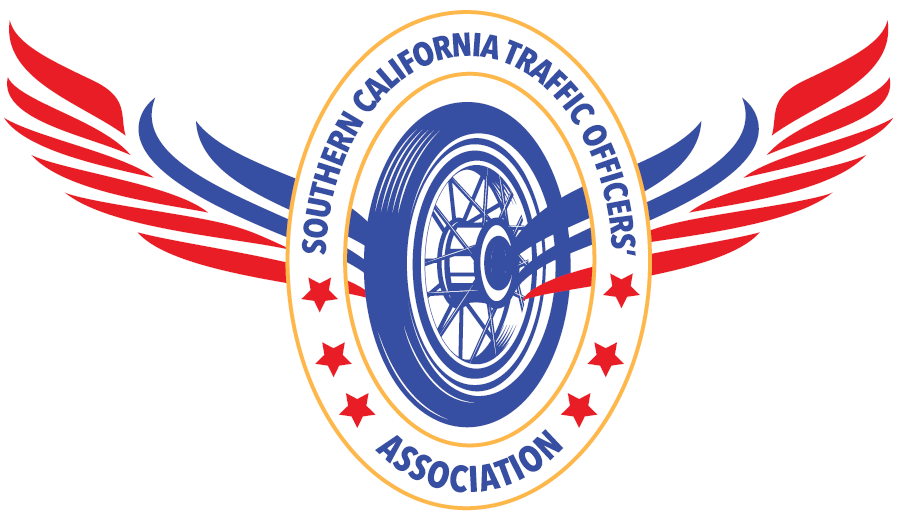 SOUTHERN CALIFORNIA TRAFFIC OFFICERS’
ASSOCIATION